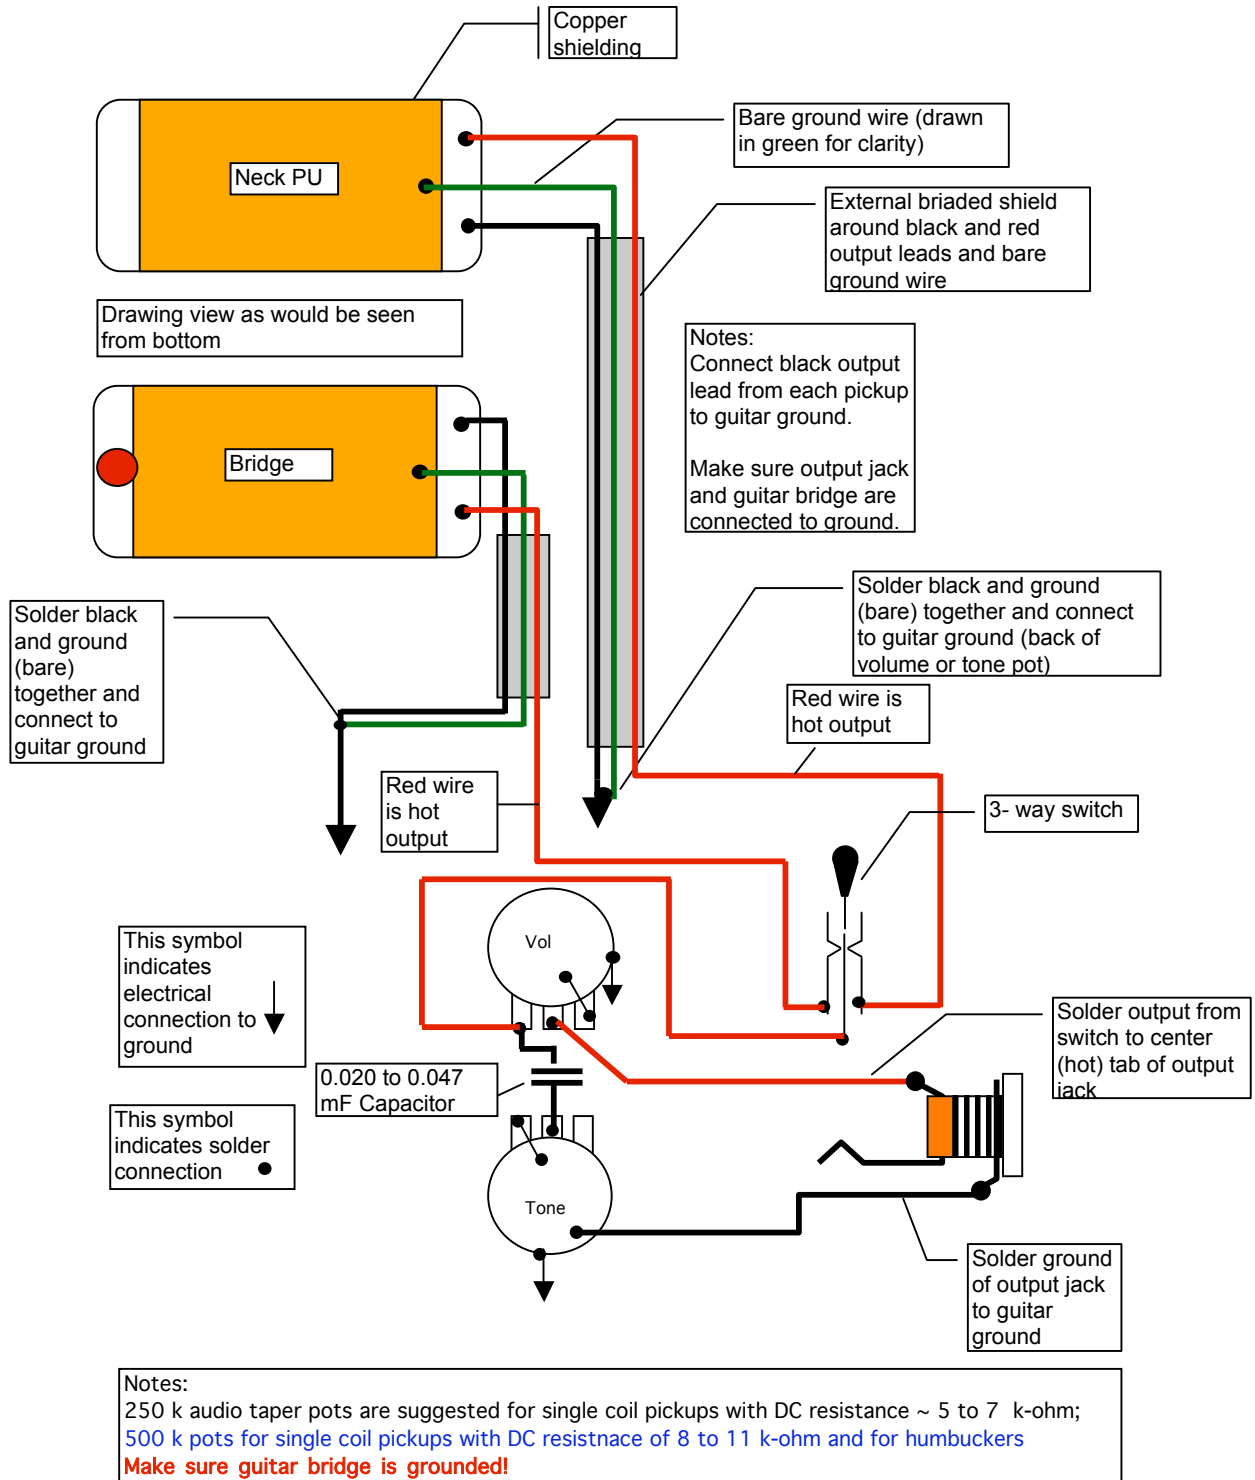 Copper
shielding
Bare ground wire (drawn
in green for clarity)
Neck PU
External briaded shield
around black and red
output leads and bare
ground wire
Drawing view as would be seen
from bottom
Notes:
Connect black output
lead from each pickup
to guitar ground.
Make sure output jack
and guitar bridge are
connected to ground.
Bridge
Solder black and ground
(bare) together and connect
to guitar ground (back of
volume or tone pot)
Solder black
and ground
(bare)
together and
connect to
guitar ground
Red wire is
hot output
Red wire
is hot
output
3- way switch
Vol
This symbol
indicates
electrical
connection to
ground
Solder output from
switch to center
(hot) tab of output
jack
0.020 to 0.047
mF Capacitor
This symbol
indicates solder
connection
Tone
Solder ground
of output jack
to guitar
ground
Notes:
250 k audio taper pots are suggested for single coil pickups with DC resistance ~ 5 to 7 k-ohm;
500 k pots for single coil pickups with DC resistnace of 8 to 11 k-ohm and for humbuckers
Make sure guitar bridge is grounded!